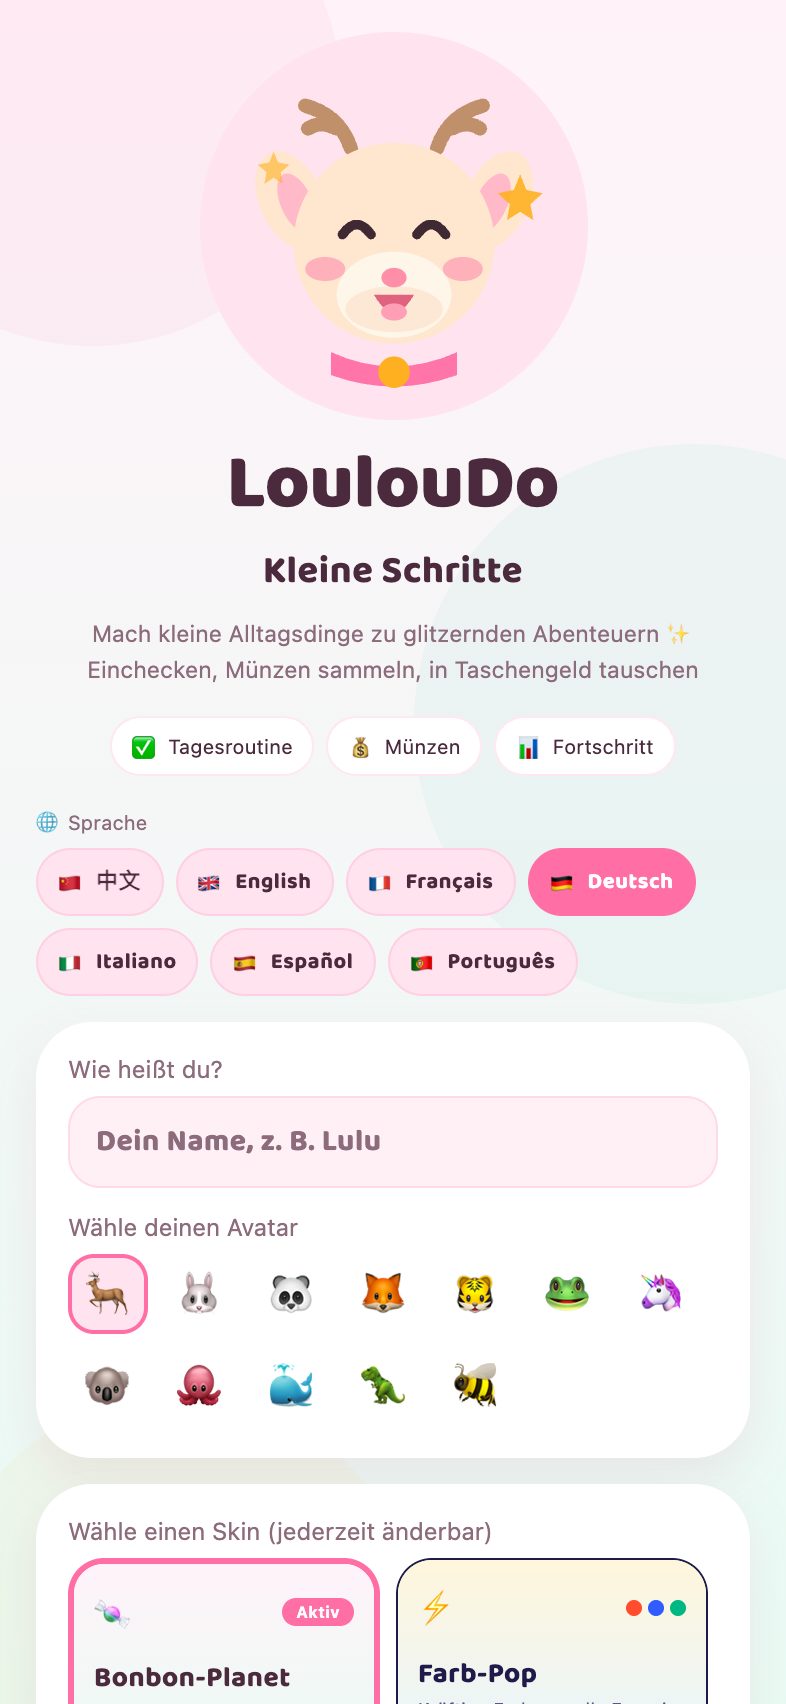 LoulouDo
Kleine Schritte
Mach kleine Alltagsdinge zu glitzernden Abenteuern ✨
Einchecken, Münzen sammeln, in Taschengeld tauschen
✅ Tagesroutine 💰 Münzen 📊 Fortschritt
🌐 Sprache
🇨🇳 中文 🇬🇧 English 🇫🇷 Français 🇩🇪 Deutsch
🇮🇹 Italiano 🇪🇸 Español 🇵🇹 Português
Wie heißt du?
Dein Name, z. B. Lulu
Wähle deinen Avatar
Wähle einen Skin (jederzeit änderbar)
Aktiv
Bonbon-Planet Farb-Pop